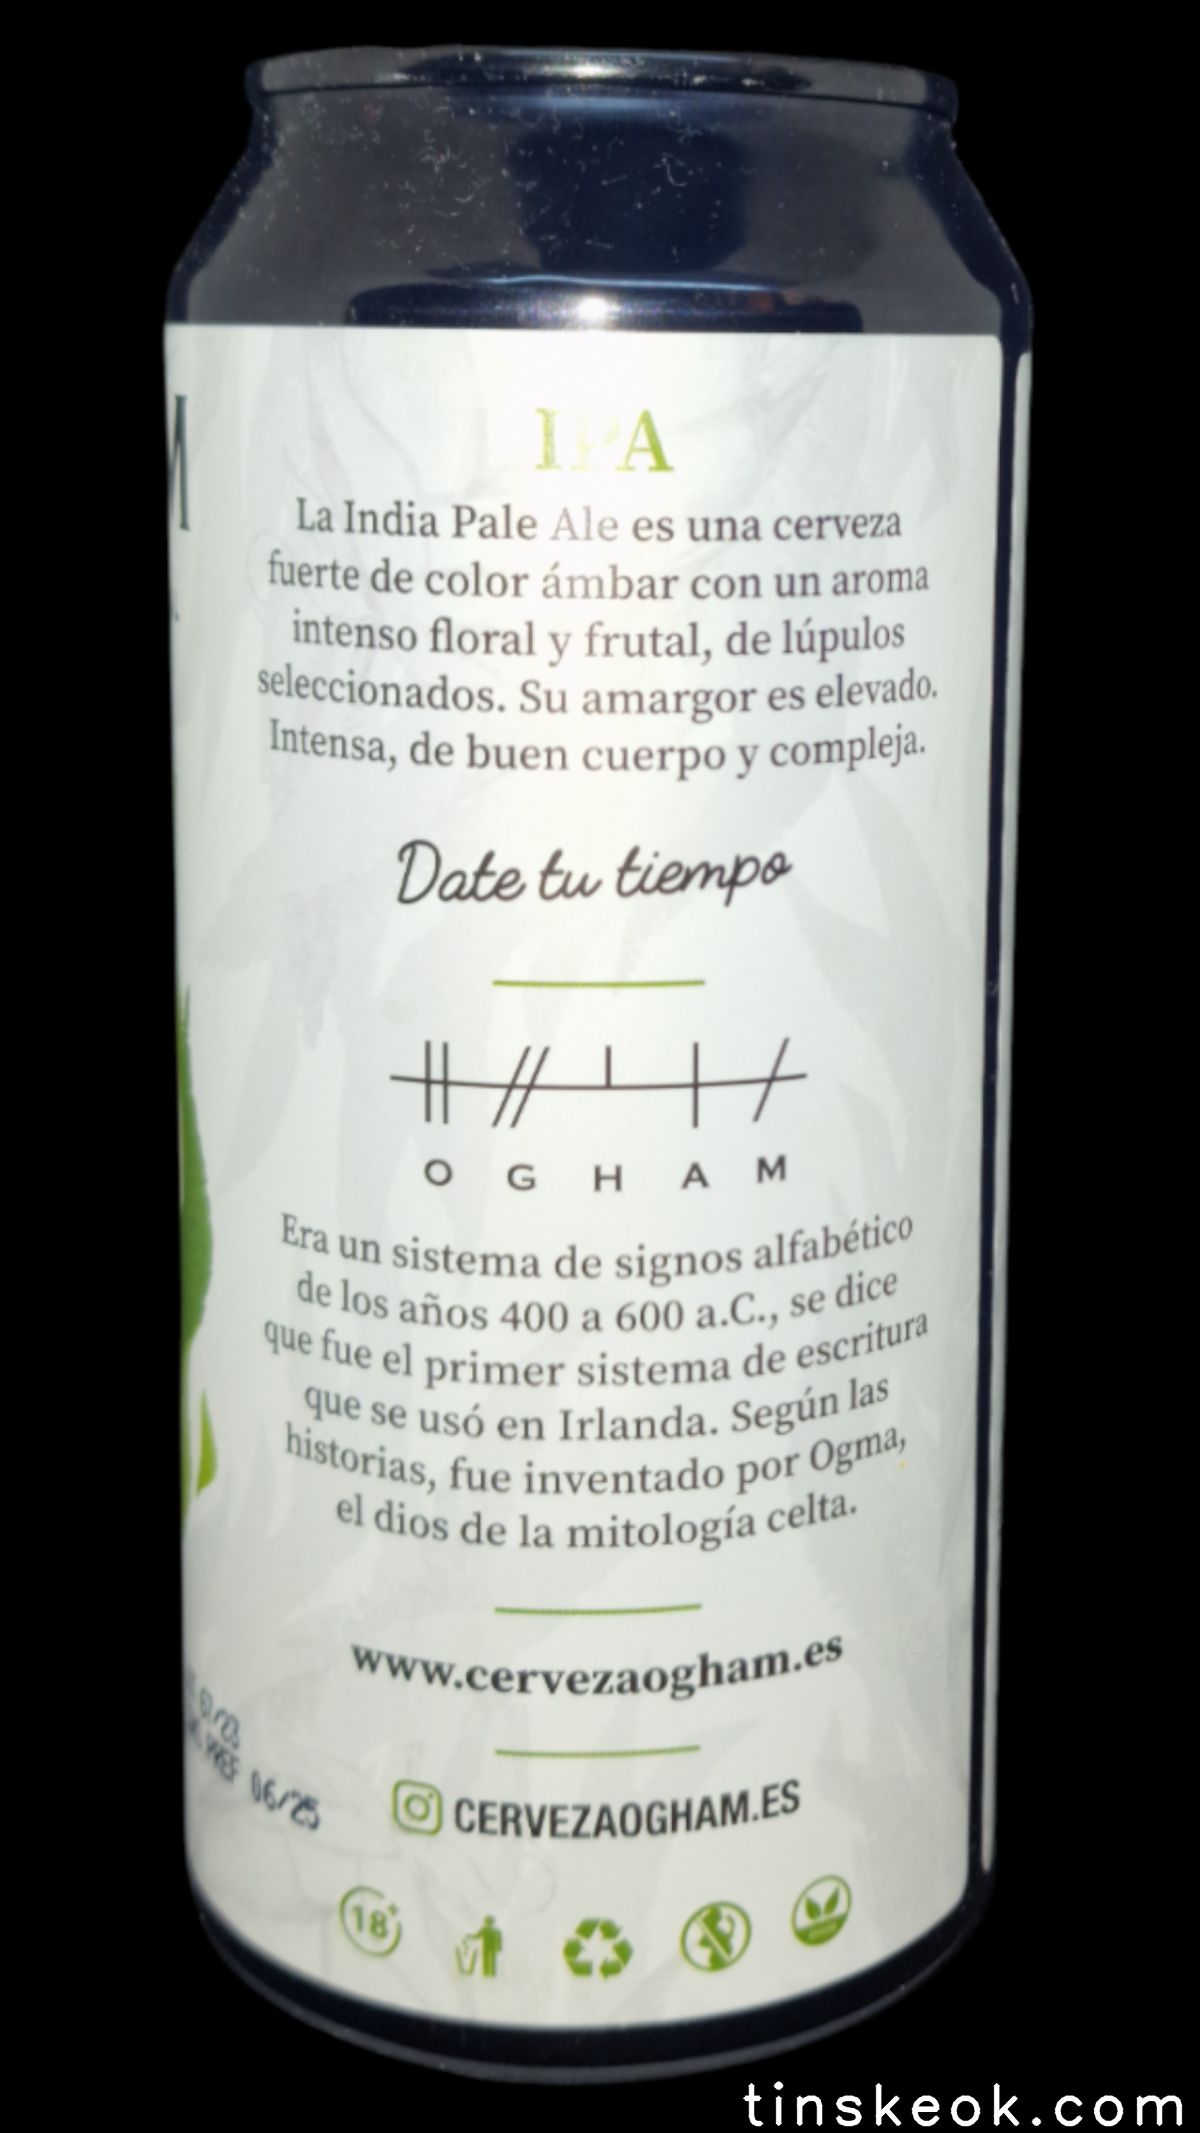 M
IPA
La India Pale Ale es una cerveza
fuerte de color ámbar con un aroma
intenso floral y frutal, de lúpulos
seleccionados. Su amargor es elevado.
Intensa, de buen cuerpo y compleja.
Date tu tiempo
O G H A M
Era un sistema de signos alfabético
de los años 400 a 600 a.C., se dice
que fue el primer sistema de escritura
que se usó en Irlanda. Según las
historias, fue inventado por Ogma,
el dios de la mitología celta.
www.cervezaogham.es
01/23
PREF 06/25
CERVEZAOGHAM.ES
18+
tinskeok.com